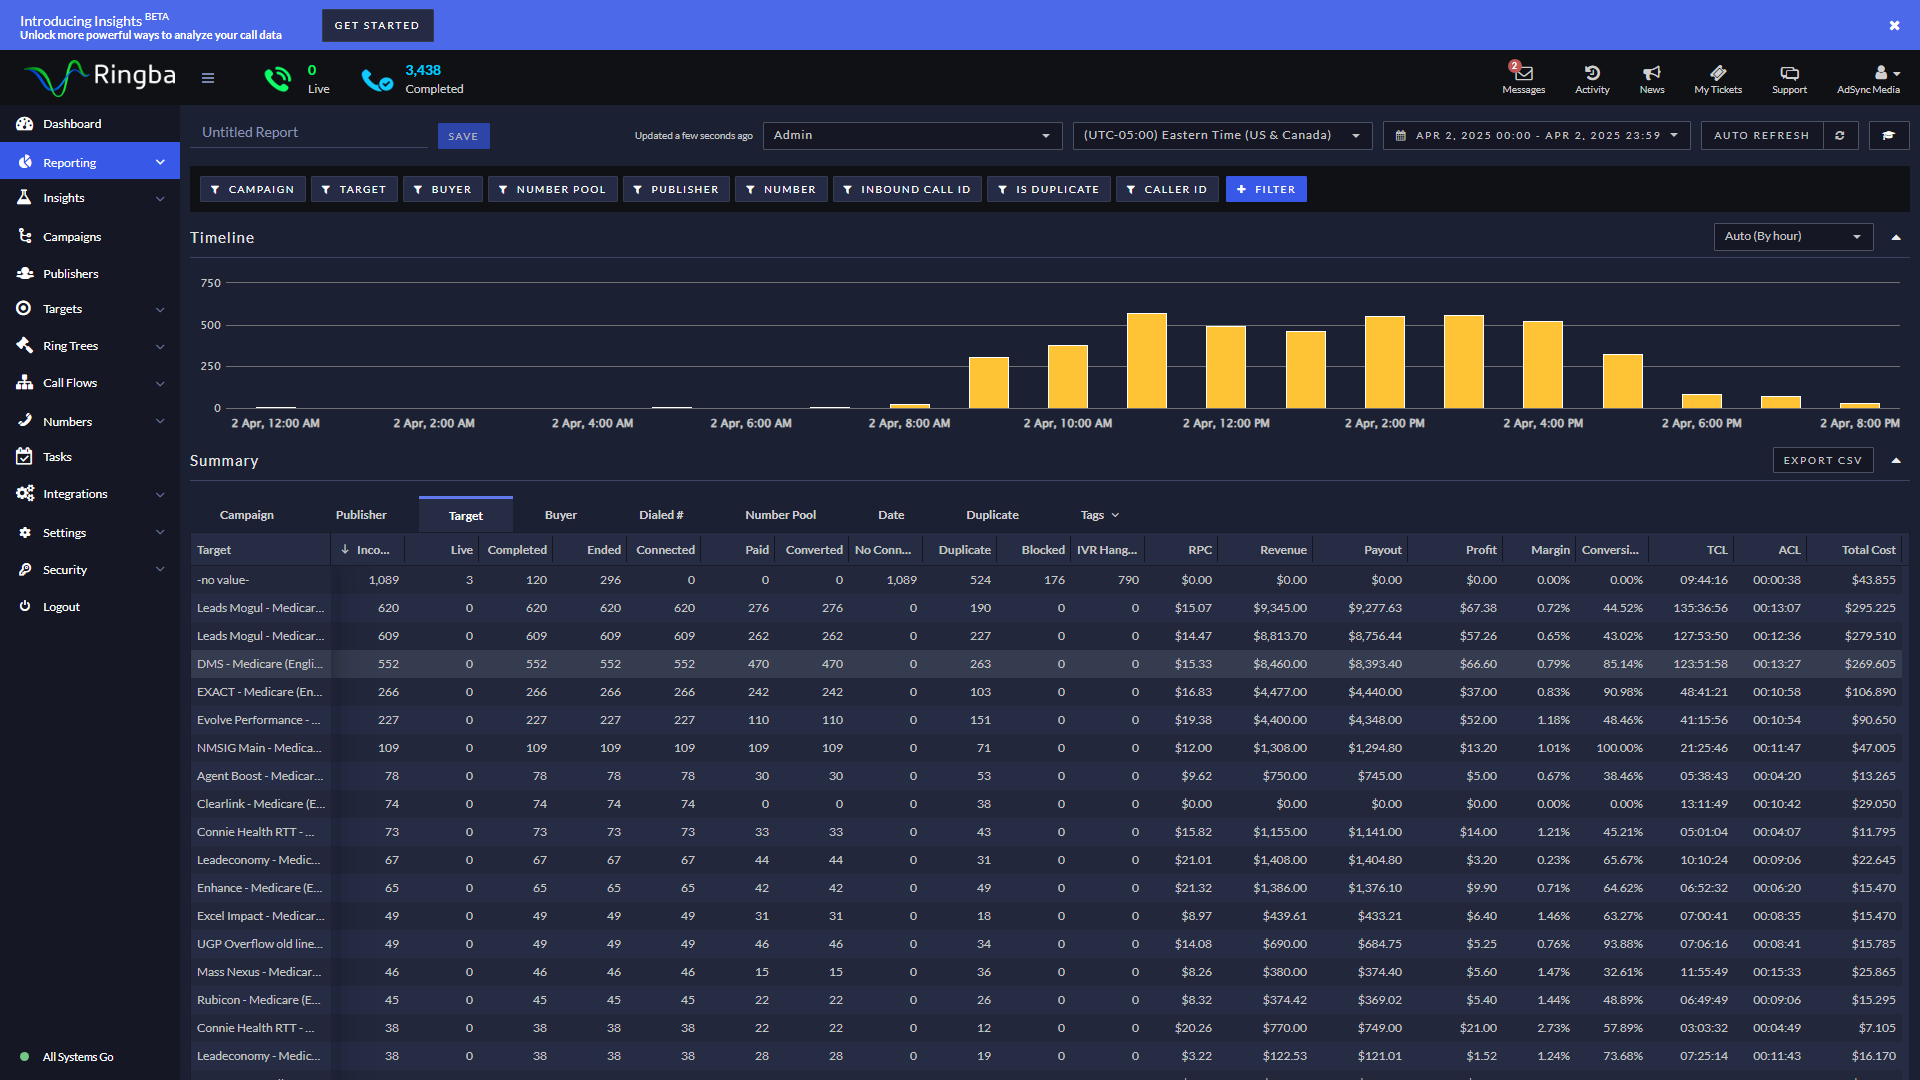 Introducing Insights BETA
Unlock more powerful ways to analyze your call data
GET STARTED
Ringba
0
Live
3,438
Completed
2
Messages
Activity
News
My Tickets
Support
AdSync Media
Dashboard
Reporting
Insights
Campaigns
Publishers
Targets
Ring Trees
Call Flows
Numbers
Tasks
Integrations
Settings
Security
Logout
All Systems Go
Untitled Report
SAVE
Updated a few seconds ago
Admin
(UTC-05:00) Eastern Time (US & Canada)
APR 2, 2025 00:00 - APR 2, 2025 23:59
AUTO REFRESH
CAMPAIGN TARGET BUYER NUMBER POOL PUBLISHER NUMBER INBOUND CALL ID IS DUPLICATE CALLER ID + FILTER
Timeline
Auto (By hour)
750
500
250
0
2 Apr, 12:00 AM 2 Apr, 2:00 AM 2 Apr, 4:00 AM 2 Apr, 6:00 AM 2 Apr, 8:00 AM 2 Apr, 10:00 AM 2 Apr, 12:00 PM 2 Apr, 2:00 PM 2 Apr, 4:00 PM 2 Apr, 6:00 PM 2 Apr, 8:00 PM
Summary
EXPORT CSV
Campaign Publisher Target Buyer Dialed # Number Pool Date Duplicate Tags
Target Inco... Live Completed Ended Connected Paid Converted No Conn... Duplicate Blocked IVR Hang... RPC Revenue Payout Profit Margin Conversi... TCL ACL Total Cost
-no value- 1,089 3 120 296 0 0 0 1,089 524 176 790 $0.00 $0.00 $0.00 $0.00 0.00% 0.00% 09:44:16 00:00:38 $43.855
Leads Mogul - Medicar... 620 0 620 620 620 276 276 0 190 0 0 $15.07 $9,345.00 $9,277.63 $67.38 0.72% 44.52% 135:36:56 00:13:07 $295.225
Leads Mogul - Medicar... 609 0 609 609 609 262 262 0 227 0 0 $14.47 $8,813.70 $8,756.44 $57.26 0.65% 43.02% 127:53:50 00:12:36 $279.510
DMS - Medicare (Engli... 552 0 552 552 552 470 470 0 263 0 0 $15.33 $8,460.00 $8,393.40 $66.60 0.79% 85.14% 123:51:58 00:13:27 $269.605
EXACT - Medicare (En... 266 0 266 266 266 242 242 0 103 0 0 $16.83 $4,477.00 $4,440.00 $37.00 0.83% 90.98% 48:41:21 00:10:58 $106.890
Evolve Performance - ... 227 0 227 227 227 110 110 0 151 0 0 $19.38 $4,400.00 $4,348.00 $52.00 1.18% 48.46% 41:15:56 00:10:54 $90.650
NMSIG Main - Medica... 109 0 109 109 109 109 109 0 71 0 0 $12.00 $1,308.00 $1,294.80 $13.20 1.01% 100.00% 21:25:46 00:11:47 $47.005
Agent Boost - Medicar... 78 0 78 78 78 30 30 0 53 0 0 $9.62 $750.00 $745.00 $5.00 0.67% 38.46% 05:38:43 00:04:20 $13.265
Clearlink - Medicare (E... 74 0 74 74 74 0 0 0 38 0 0 $0.00 $0.00 $0.00 $0.00 0.00% 0.00% 13:11:49 00:10:42 $29.050
Connie Health RTT - ... 73 0 73 73 73 33 33 0 43 0 0 $15.82 $1,155.00 $1,141.00 $14.00 1.21% 45.21% 05:01:04 00:04:07 $11.795
Leadeconomy - Medic... 67 0 67 67 67 44 44 0 31 0 0 $21.01 $1,408.00 $1,404.80 $3.20 0.23% 65.67% 10:10:24 00:09:06 $22.645
Enhance - Medicare (E... 65 0 65 65 65 42 42 0 49 0 0 $21.32 $1,386.00 $1,376.10 $9.90 0.71% 64.62% 06:52:32 00:06:20 $15.470
Excel Impact - Medicar... 49 0 49 49 49 31 31 0 18 0 0 $8.97 $439.61 $433.21 $6.40 1.46% 63.27% 07:00:41 00:08:35 $15.470
UGP Overflow old line... 49 0 49 49 49 46 46 0 34 0 0 $14.08 $690.00 $684.75 $5.25 0.76% 93.88% 07:06:16 00:08:41 $15.785
Mass Nexus - Medicar... 46 0 46 46 46 15 15 0 36 0 0 $8.26 $380.00 $374.40 $5.60 1.47% 32.61% 11:55:49 00:15:33 $25.865
Rubicon - Medicare (E... 45 0 45 45 45 22 22 0 26 0 0 $8.32 $374.42 $369.02 $5.40 1.44% 48.89% 06:49:49 00:09:06 $15.295
Connie Health RTT - ... 38 0 38 38 38 22 22 0 12 0 0 $20.26 $770.00 $749.00 $21.00 2.73% 57.89% 03:03:32 00:04:49 $7.105
Leadeconomy - Medic... 38 0 38 38 38 28 28 0 19 0 0 $3.22 $122.53 $121.01 $1.52 1.24% 73.68% 07:25:14 00:11:43 $16.170